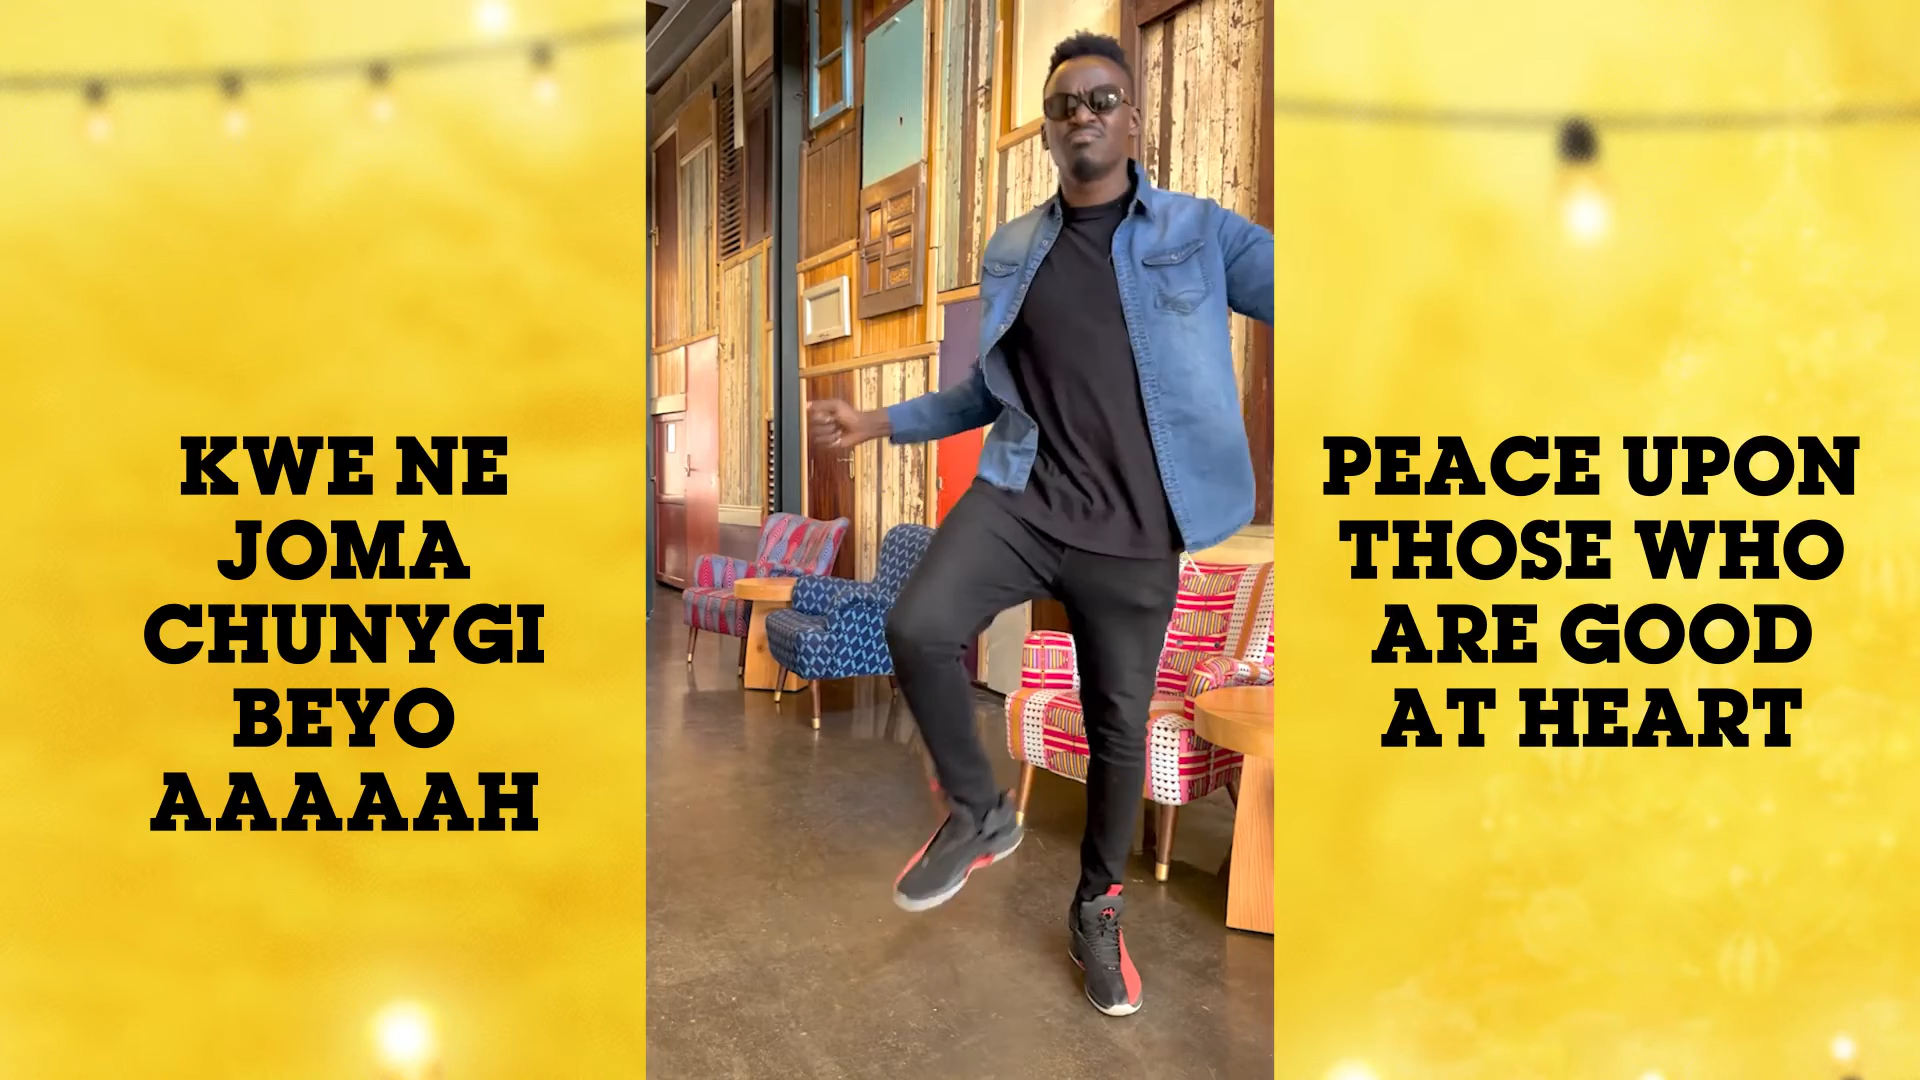 KWE NE
JOMA
CHUNYGI
BEYO
AAAAAH
PEACE UPON
THOSE WHO
ARE GOOD
AT HEART